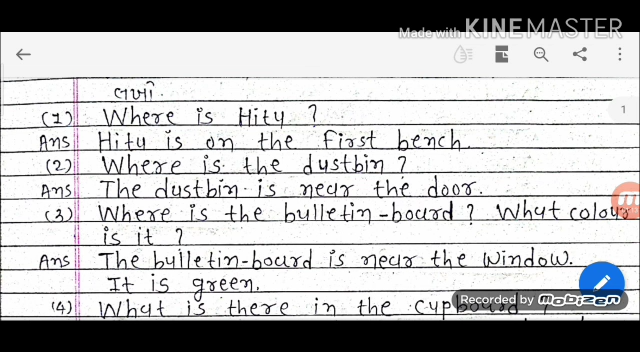 Made with KINEMASTER
લખો.
1
(1) Where is Hity ?
Ans Hity is on the first bench.
(2) Where is the dustbin ?
Ans The dustbin is near the door.
(3) Where is the bulletin-board ? What colour
is it ?
Ans The bulletin-board is near the window.
It is green.
(4) What is there in the cupboard ?
Recorded by Mobizen